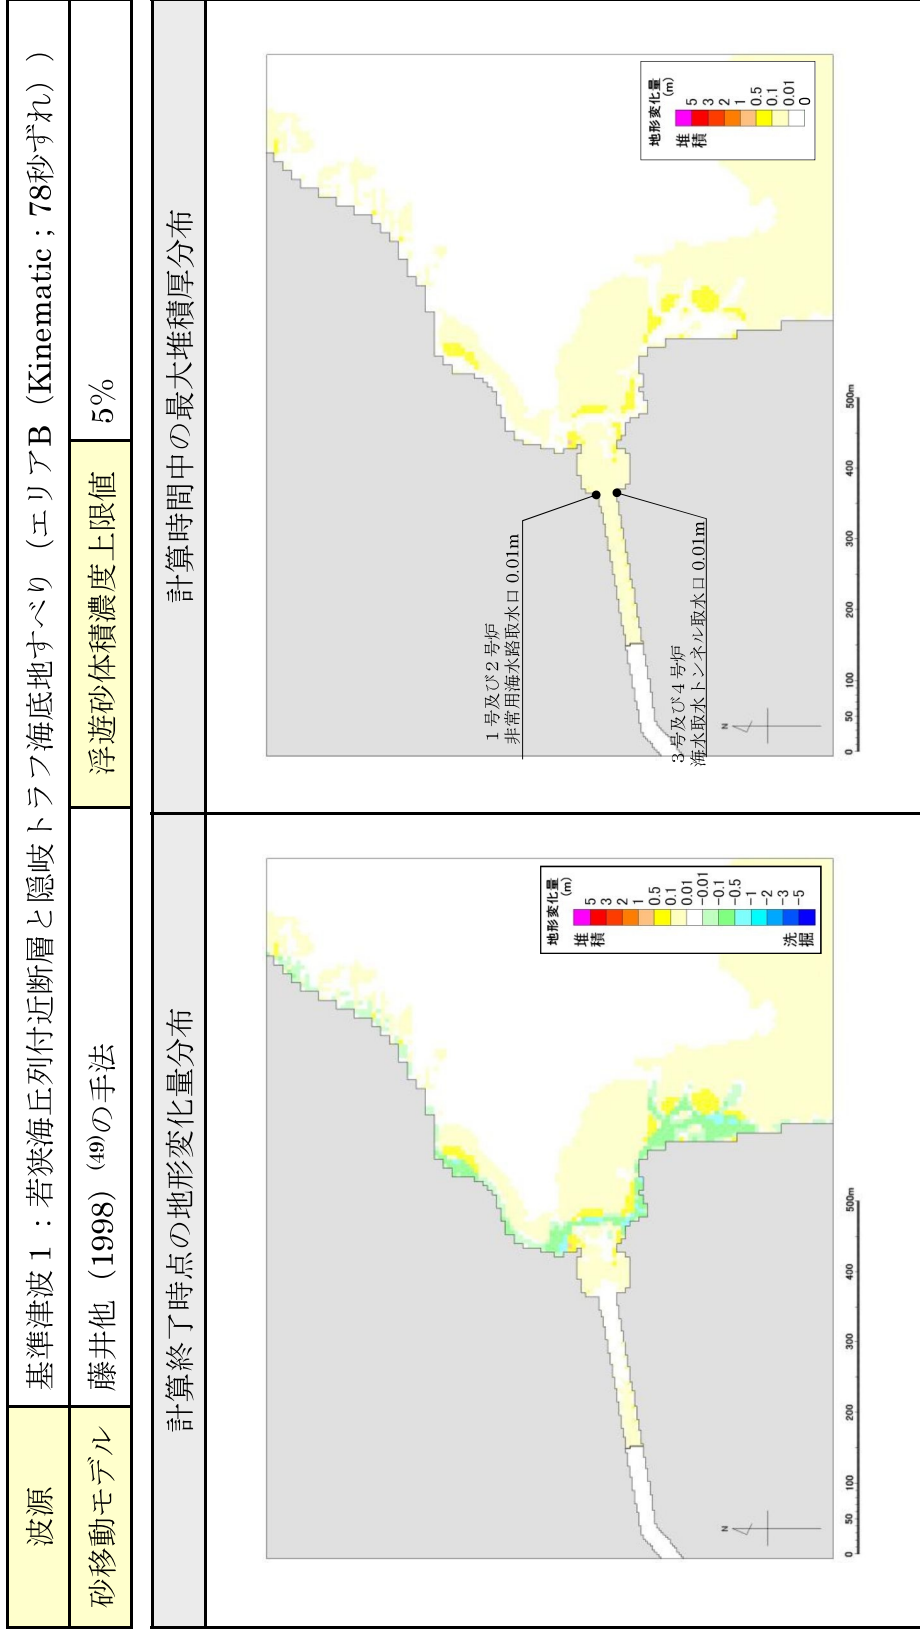 波源
基準津波1：若狭海丘列付近断層と隠岐トラフ海底地すべり（エリアB（Kinematic；78秒ずれ））
砂移動モデル
藤井他（1998）(49)の手法
浮遊砂体積濃度上限値
5%
計算終了時点の地形変化量分布
計算時間中の最大堆積厚分布
地形変化量
(m)
堆積
5
3
2
1
0.5
0.1
0.01
-0.01
-0.1
-0.5
-1
-2
-3
-5
洗掘
N
0 50 100 200 300 400 500m
1号及び2号炉
非常用海水路取水口 0.01m
3号及び4号炉
海水取水トンネル取水口 0.01m
地形変化量
(m)
堆積
5
3
2
1
0.5
0.1
0.01
0
N
0 50 100 200 300 400 500m